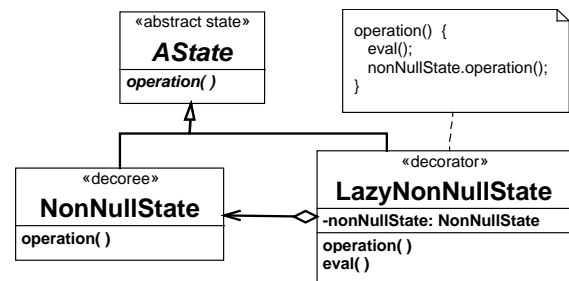 «abstract state»
AState
operation( )
operation() {
eval();
nonNullState.operation();
}
«decoree»
NonNullState
operation( )
«decorator»
LazyNonNullState
-nonNullState: NonNullState
operation( )
eval( )